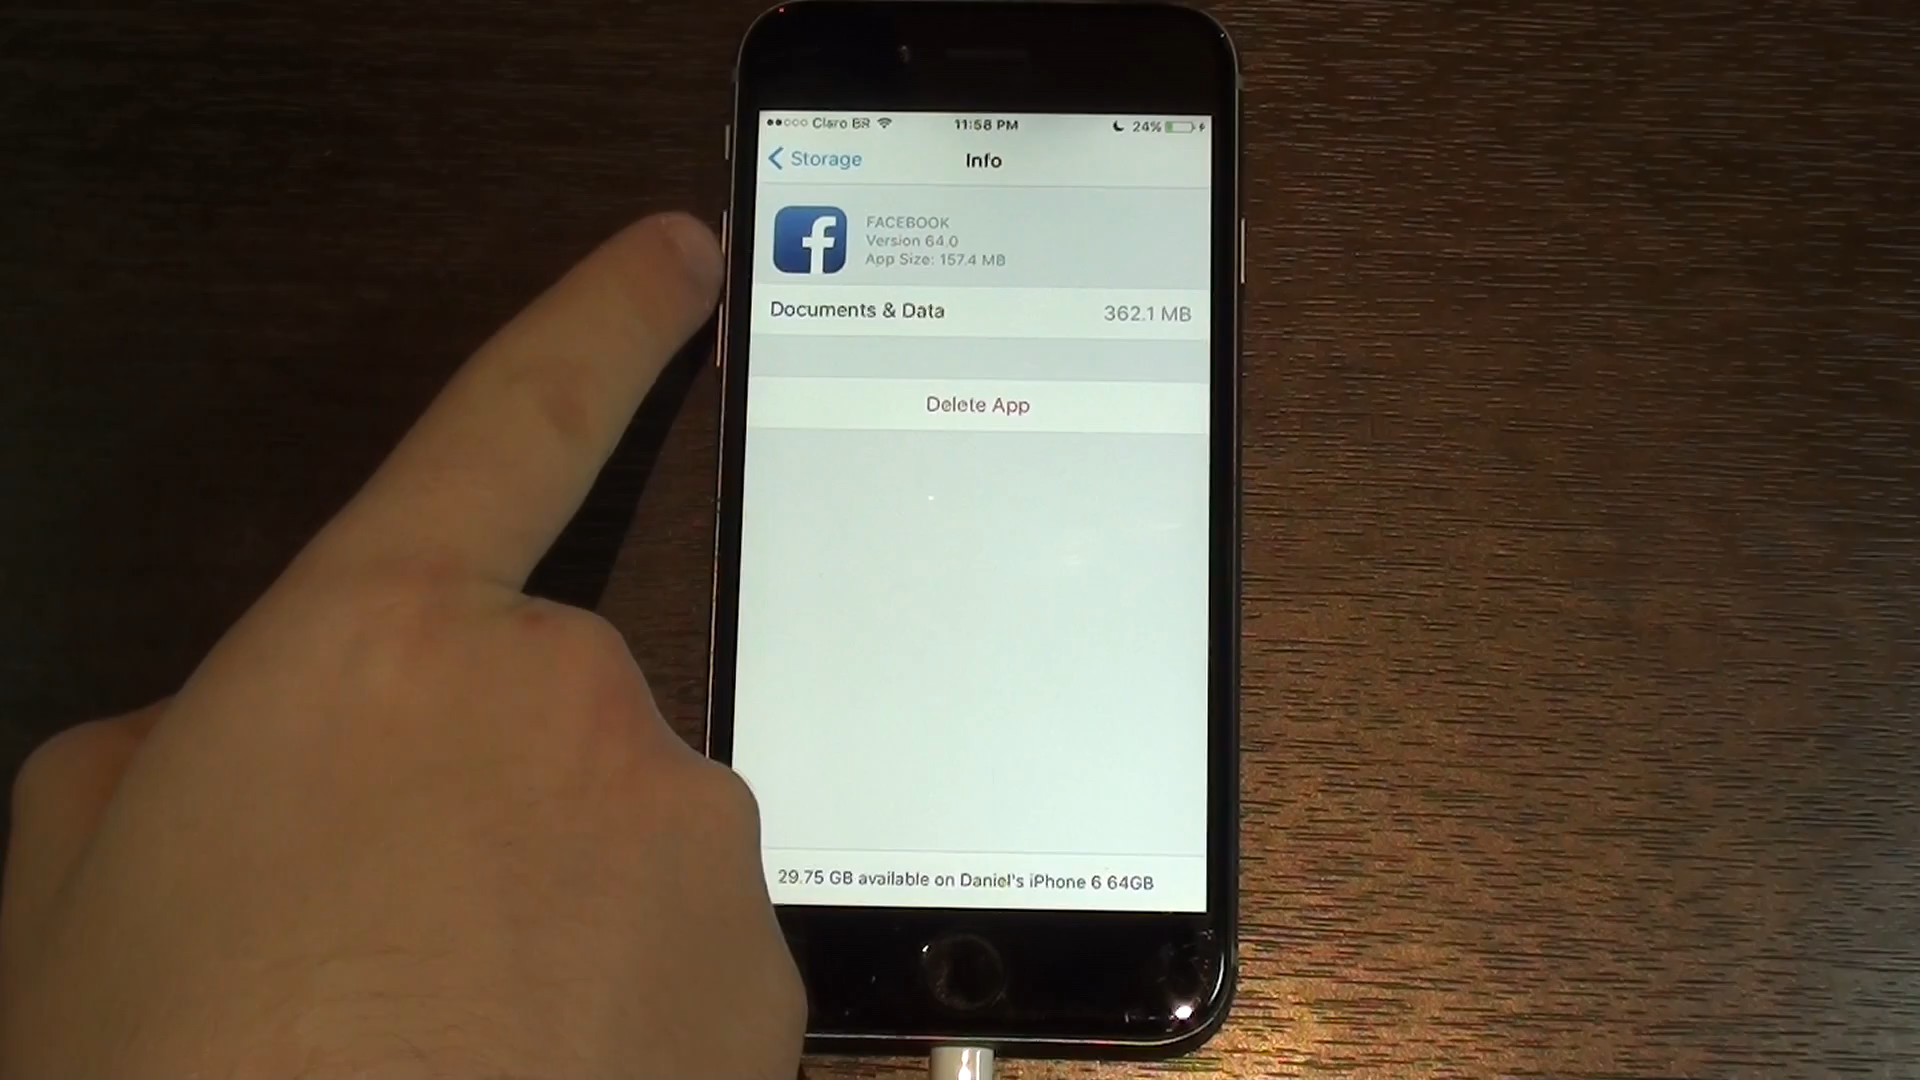 Claro BR 11:58 PM 24%
Storage Info
FACEBOOK
Version 64.0
App Size: 157.4 MB
Documents & Data 362.1 MB
Delete App
29.75 GB available on Daniel's iPhone 6 64GB